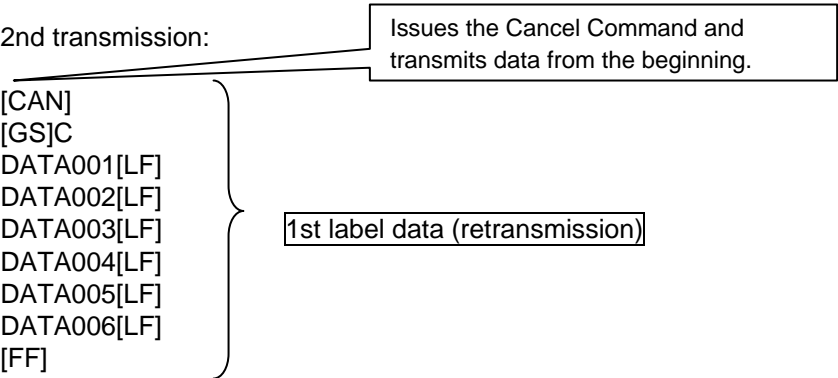 2nd transmission:
Issues the Cancel Command and
transmits data from the beginning.
[CAN]
[GS]C
DATA001[LF]
DATA002[LF]
DATA003[LF]
DATA004[LF]
DATA005[LF]
DATA006[LF]
[FF]
1st label data (retransmission)